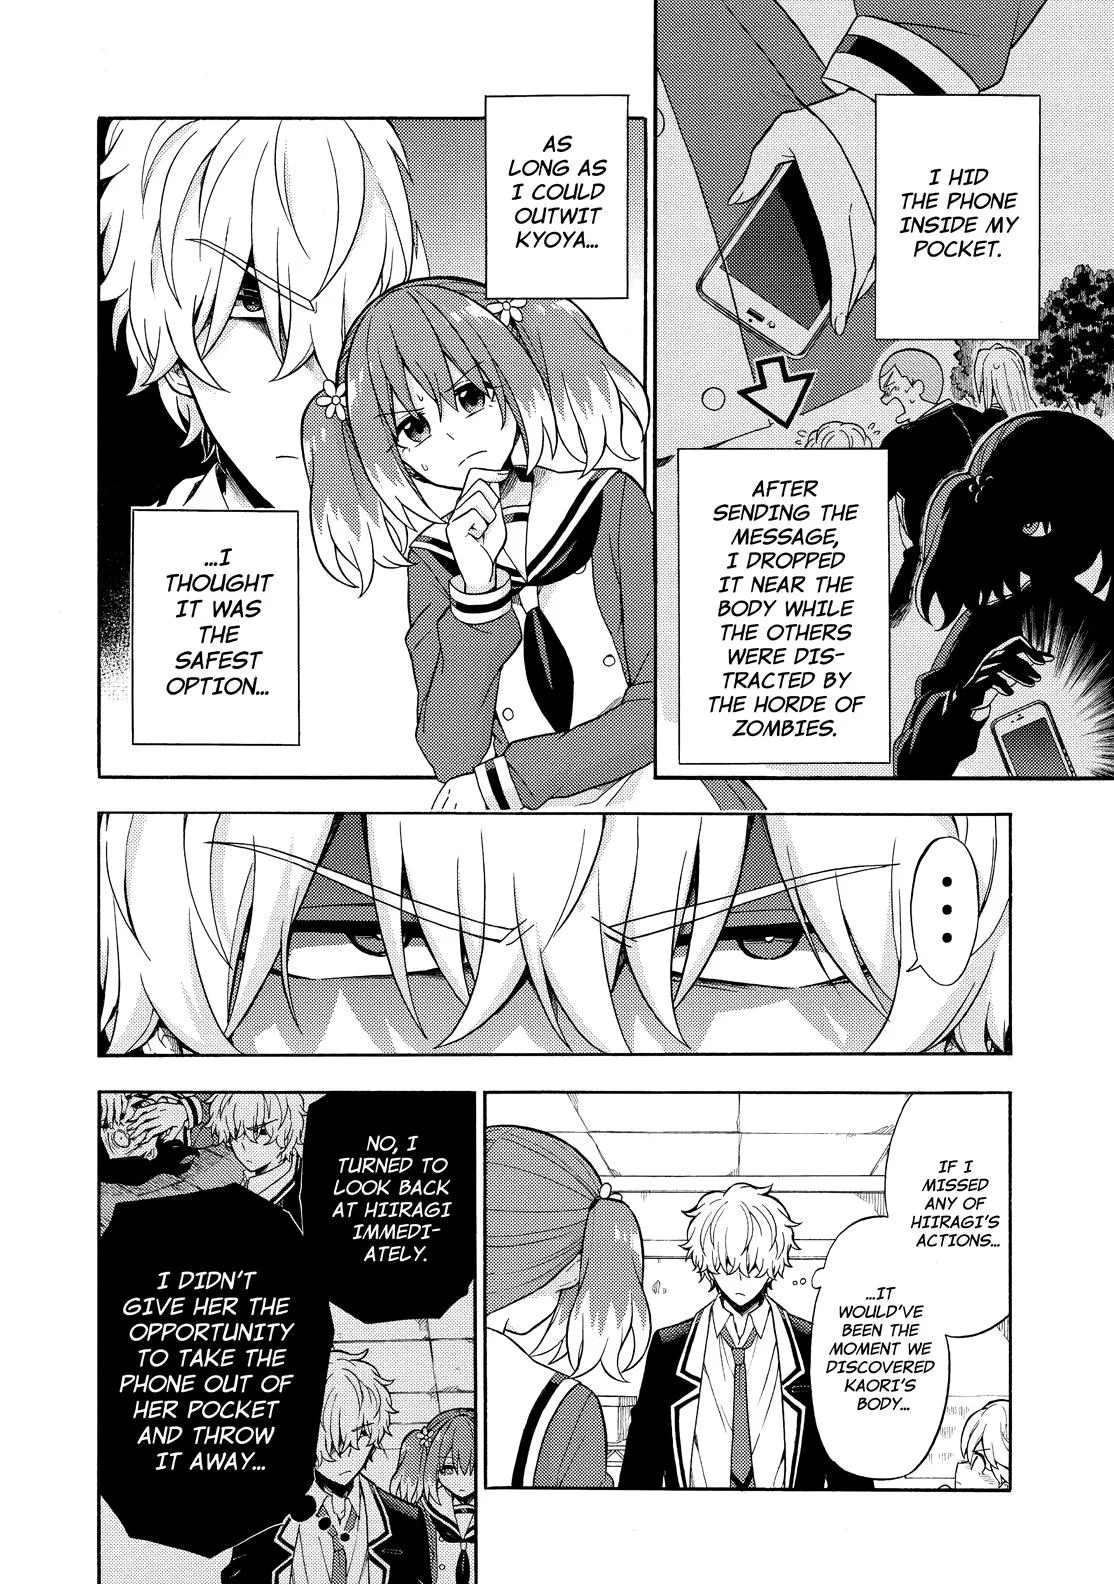 I HID
THE PHONE
INSIDE MY
POCKET.
AFTER
SENDING THE
MESSAGE,
I DROPPED
IT NEAR THE
BODY WHILE
THE OTHERS
WERE DIS-
TRACTED BY
THE HORDE OF
ZOMBIES.
AS
LONG AS
I COULD
OUTWIT
KYOYA...
...I
THOUGHT
IT WAS
THE
SAFEST
OPTION...
...
IF I
MISSED
ANY OF
HIIRAGI'S
ACTIONS...
...IT
WOULD'VE
BEEN THE
MOMENT WE
DISCOVERED
KAORI'S
BODY...
NO, I
TURNED TO
LOOK BACK
AT HIIRAGI
IMMEDI-
ATELY.
I DIDN'T
GIVE HER THE
OPPORTUNITY
TO TAKE THE
PHONE OUT OF
HER POCKET
AND THROW
IT AWAY...